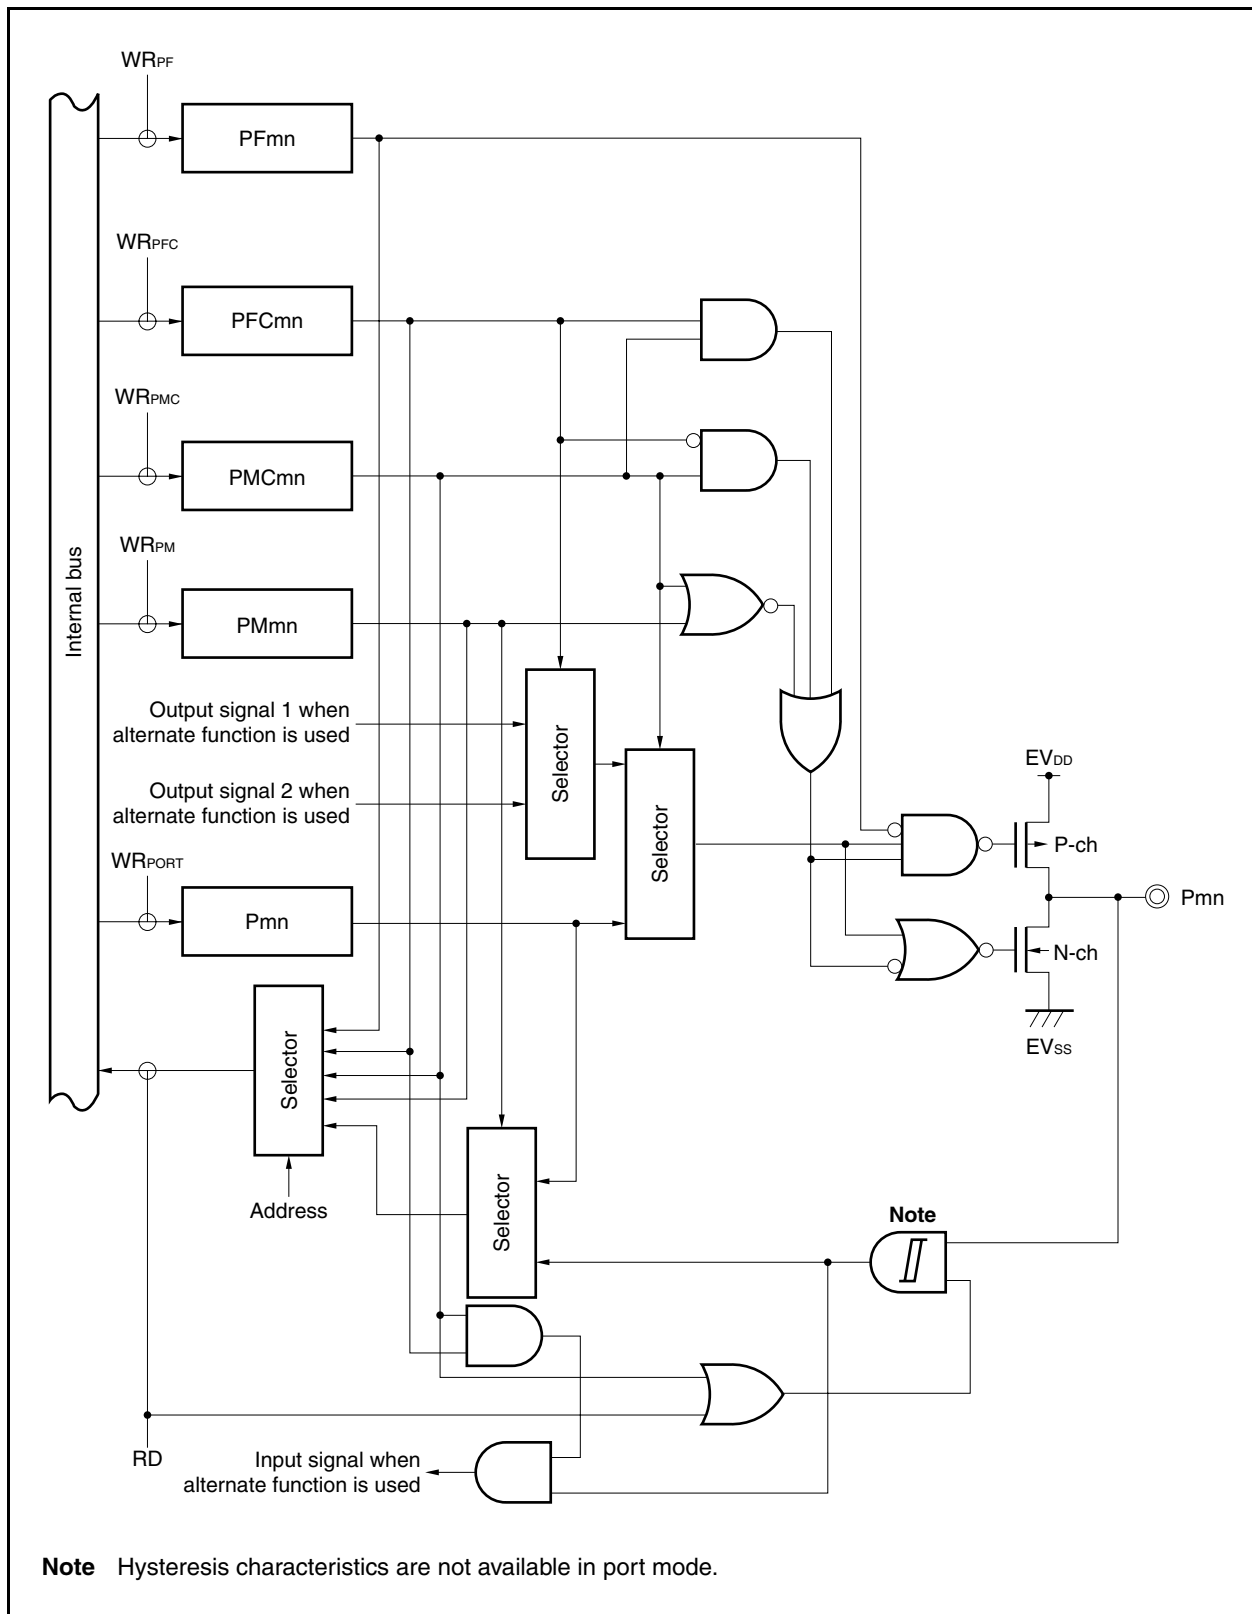 WRPF
PFmn
WRPFC
PFCmn
WRPMC
PMCmn
WRPM
PMmn
Internal bus
Output signal 1 when
alternate function is used
Output signal 2 when
alternate function is used
Selector
Selector
EVDD
P-ch
WRPORT
Pmn
Pmn
N-ch
EVSS
Selector
Address
Selector
Note
RD
Input signal when
alternate function is used
Note Hysteresis characteristics are not available in port mode.